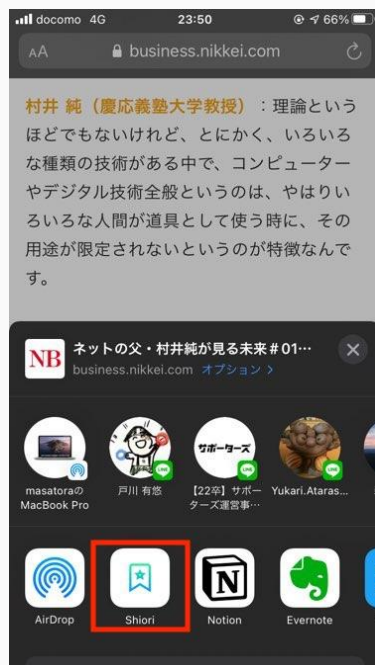 docomo 4G 23:50 66%
AA business.nikkei.com
村井 純（慶応義塾大学教授）：理論という
ほどでもないけれど、とにかく、いろいろ
な種類の技術がある中で、コンピューター
やデジタル技術全般というのは、やはりい
ろいろな人間が道具として使う時に、その
用途が限定されないというのが特徴なんで
す。
NB ネットの父・村井純が見る未来＃01…
business.nikkei.com オプション
サポーターズ
masatoraの
MacBook Pro
戸川 有悠
【22卒】サポー
ターズ運営事…
Yukari.Ataras…
AirDrop Shiori Notion Evernote